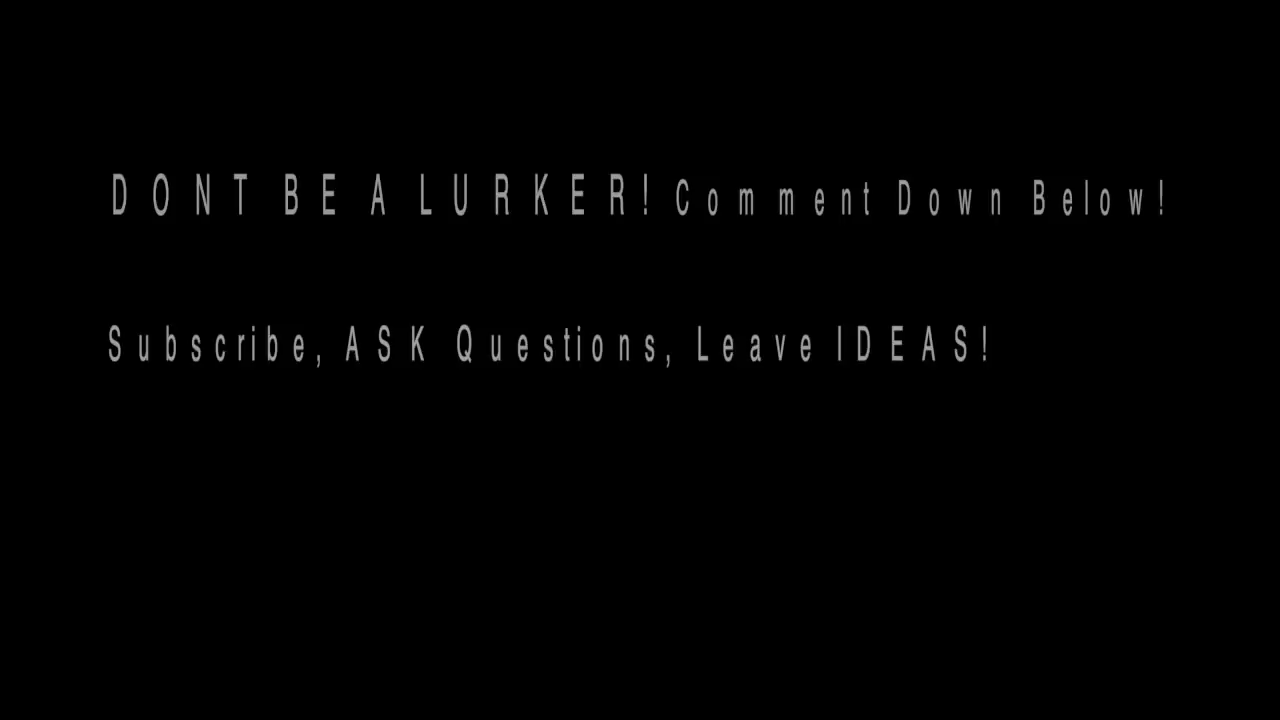 DONT BE A LURKER! Comment Down Below!
Subscribe, ASK Questions, Leave IDEAS!